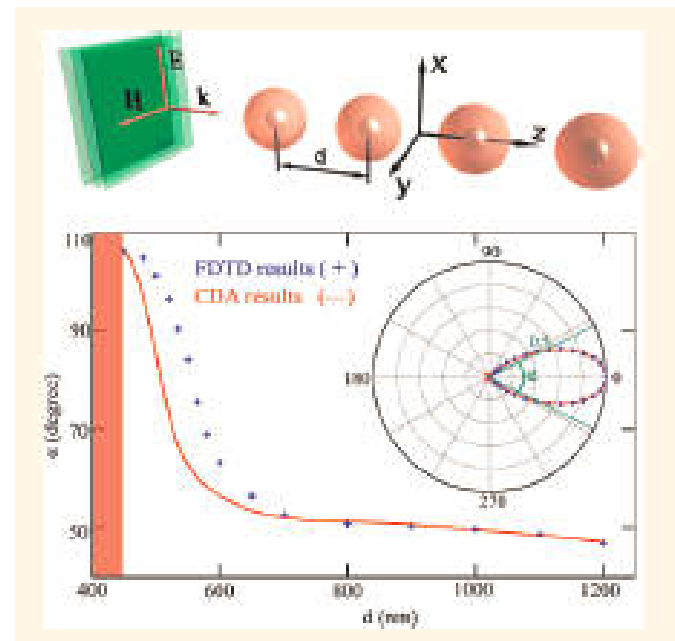 E
H
k
d
X
y
z
110
90
70
50
α (degree)
FDTD results (+)
CDA results (—)
90
180
0
270
0.5
α
400
600
800
1000
1200
d (nm)